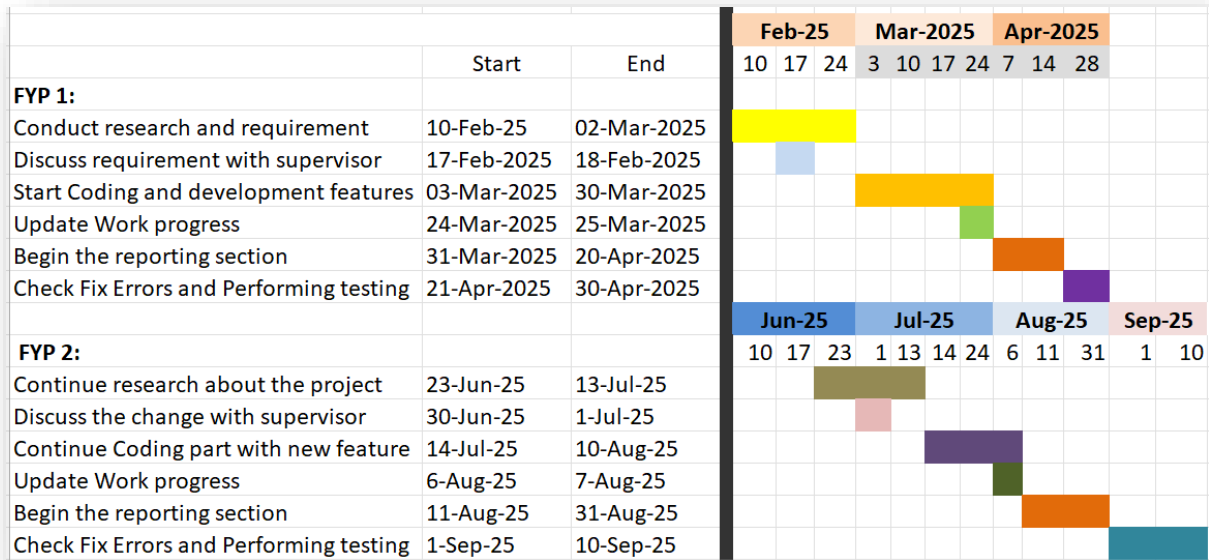 Feb-25 Mar-2025 Apr-2025
Start End 10 17 24 3 10 17 24 7 14 28
FYP 1:
Conduct research and requirement 10-Feb-25 02-Mar-2025
Discuss requirement with supervisor 17-Feb-2025 18-Feb-2025
Start Coding and development features 03-Mar-2025 30-Mar-2025
Update Work progress 24-Mar-2025 25-Mar-2025
Begin the reporting section 31-Mar-2025 20-Apr-2025
Check Fix Errors and Performing testing 21-Apr-2025 30-Apr-2025
Jun-25 Jul-25 Aug-25 Sep-25
FYP 2: 10 17 23 1 13 14 24 6 11 31 1 10
Continue research about the project 23-Jun-25 13-Jul-25
Discuss the change with supervisor 30-Jun-25 1-Jul-25
Continue Coding part with new feature 14-Jul-25 10-Aug-25
Update Work progress 6-Aug-25 7-Aug-25
Begin the reporting section 11-Aug-25 31-Aug-25
Check Fix Errors and Performing testing 1-Sep-25 10-Sep-25